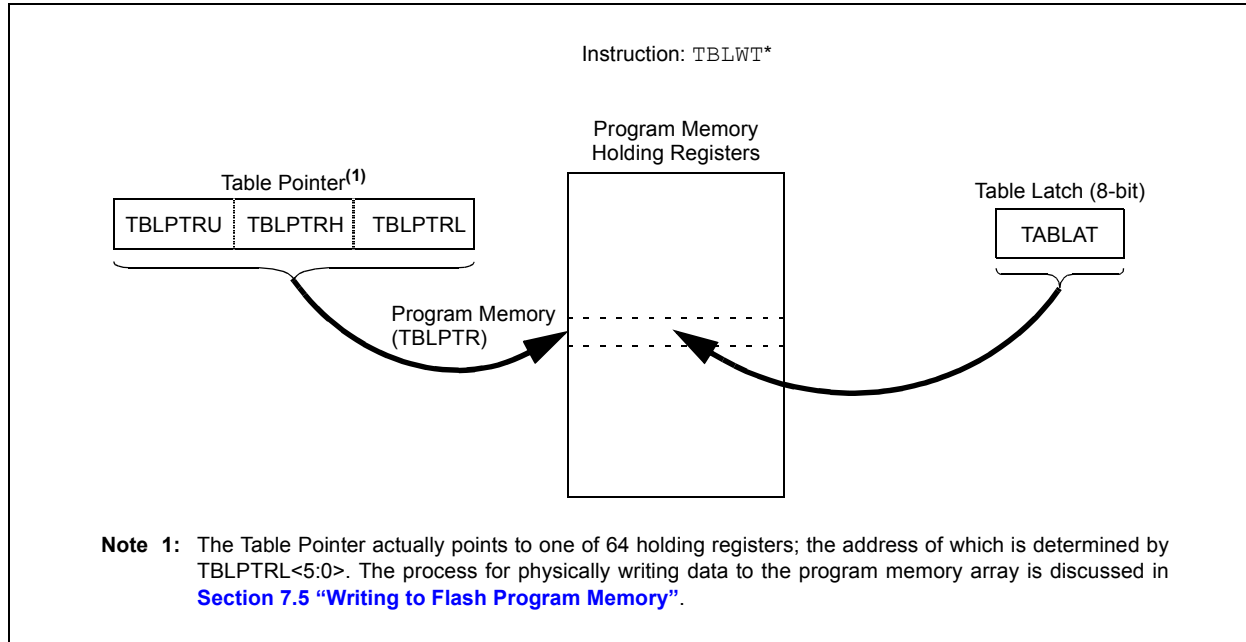 Instruction: TBLWT*
Program Memory
Holding Registers
Table Pointer(1)
Table Latch (8-bit)
TBLPTRU TBLPTRH TBLPTRL
TABLAT
Program Memory
(TBLPTR)
Note 1: The Table Pointer actually points to one of 64 holding registers; the address of which is determined by
TBLPTRL<5:0>. The process for physically writing data to the program memory array is discussed in
Section 7.5 “Writing to Flash Program Memory”.